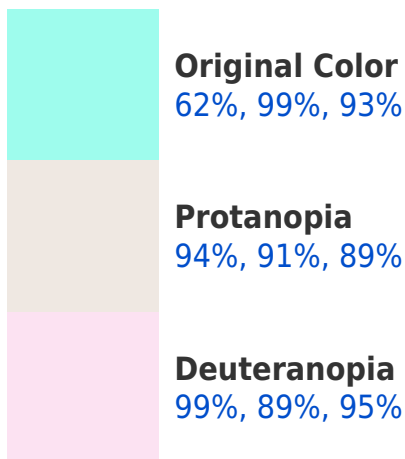 Original Color
62%, 99%, 93%
Protanopia
94%, 91%, 89%
Deuteranopia
99%, 89%, 95%